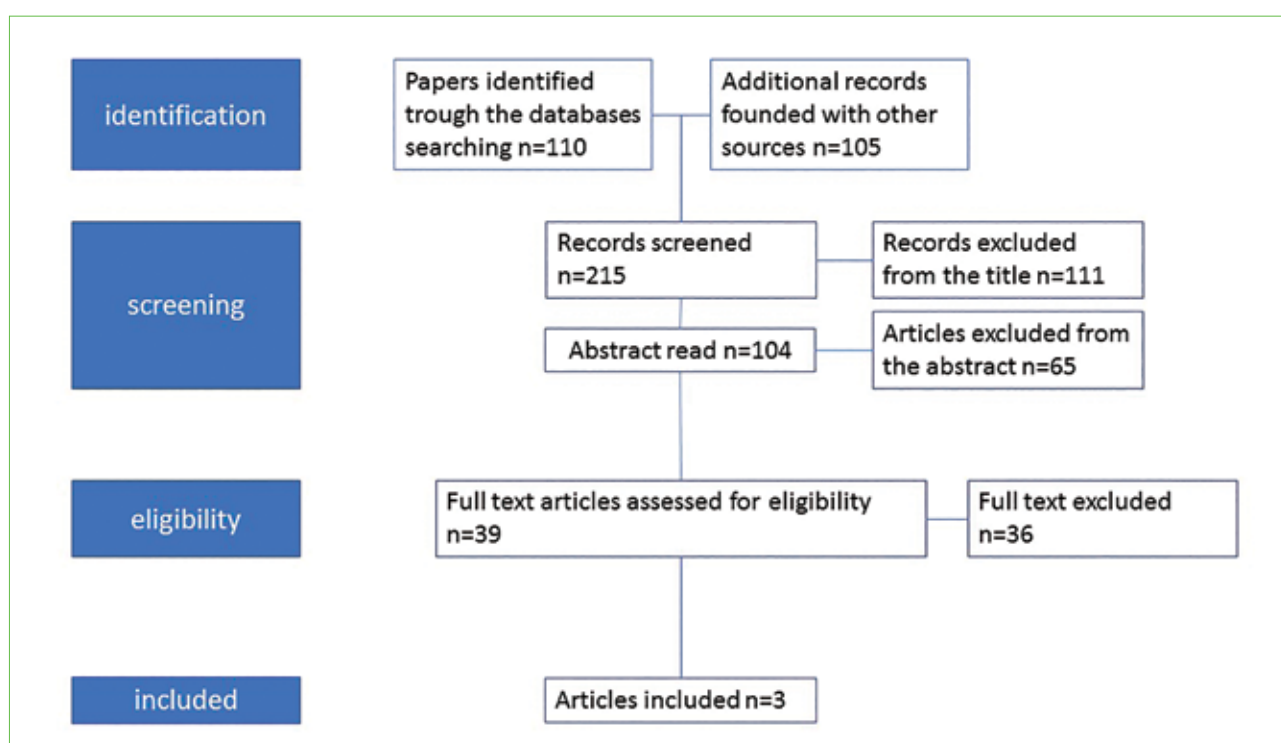 identification
Papers identified
trough the databases
searching n=110
Additional records
founded with other
sources n=105
screening
Records screened
n=215
Records excluded
from the title n=111
Abstract read n=104
Articles excluded from
the abstract n=65
eligibility
Full text articles assessed for eligibility
n=39
Full text excluded
n=36
included
Articles included n=3